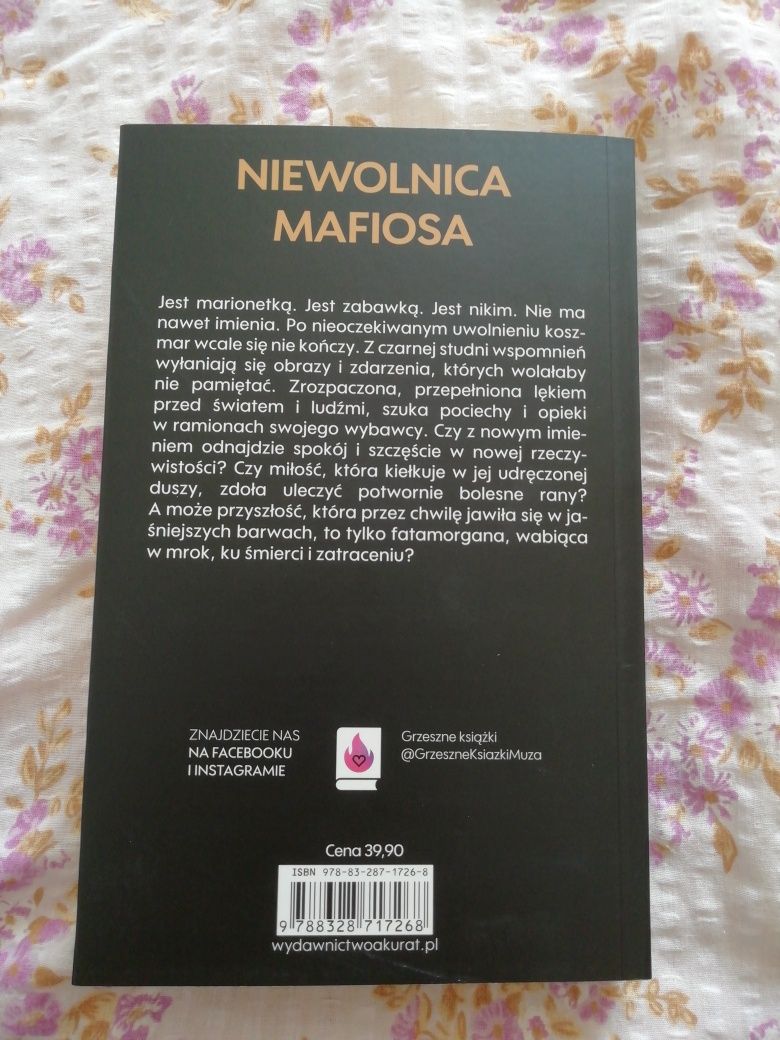 NIEWOLNICA
MAFIOSA
Jest marionetką. Jest zabawką. Jest nikim. Nie ma
nawet imienia. Po nieoczekiwanym uwolnieniu kosz-
mar wcale się nie kończy. Z czarnej studni wspomnień
wyłaniają się obrazy i zdarzenia, których wolałaby
nie pamiętać. Zrozpaczona, przepełniona lękiem
przed światem i ludźmi, szuka pociechy i opieki
w ramionach swojego wybawcy. Czy z nowym imie-
niem odnajdzie spokój i szczęście w nowej rzeczy-
wistości? Czy miłość, która kiełkuje w jej udręczonej
duszy, zdoła uleczyć potwornie bolesne rany?
A może przyszłość, która przez chwilę jawiła się w ja-
śniejszych barwach, to tylko fatamorgana, wabiąca
w mrok, ku śmierci i zatraceniu?
ZNAJDZIECIE NAS
NA FACEBOOKU
I INSTAGRAMIE
Grzeszne książki
@GrzeszneKsiazkiMuza
Cena 39,90
ISBN 978-83-287-1726-8
9 788328 717268
wydawnictwoakurat.pl